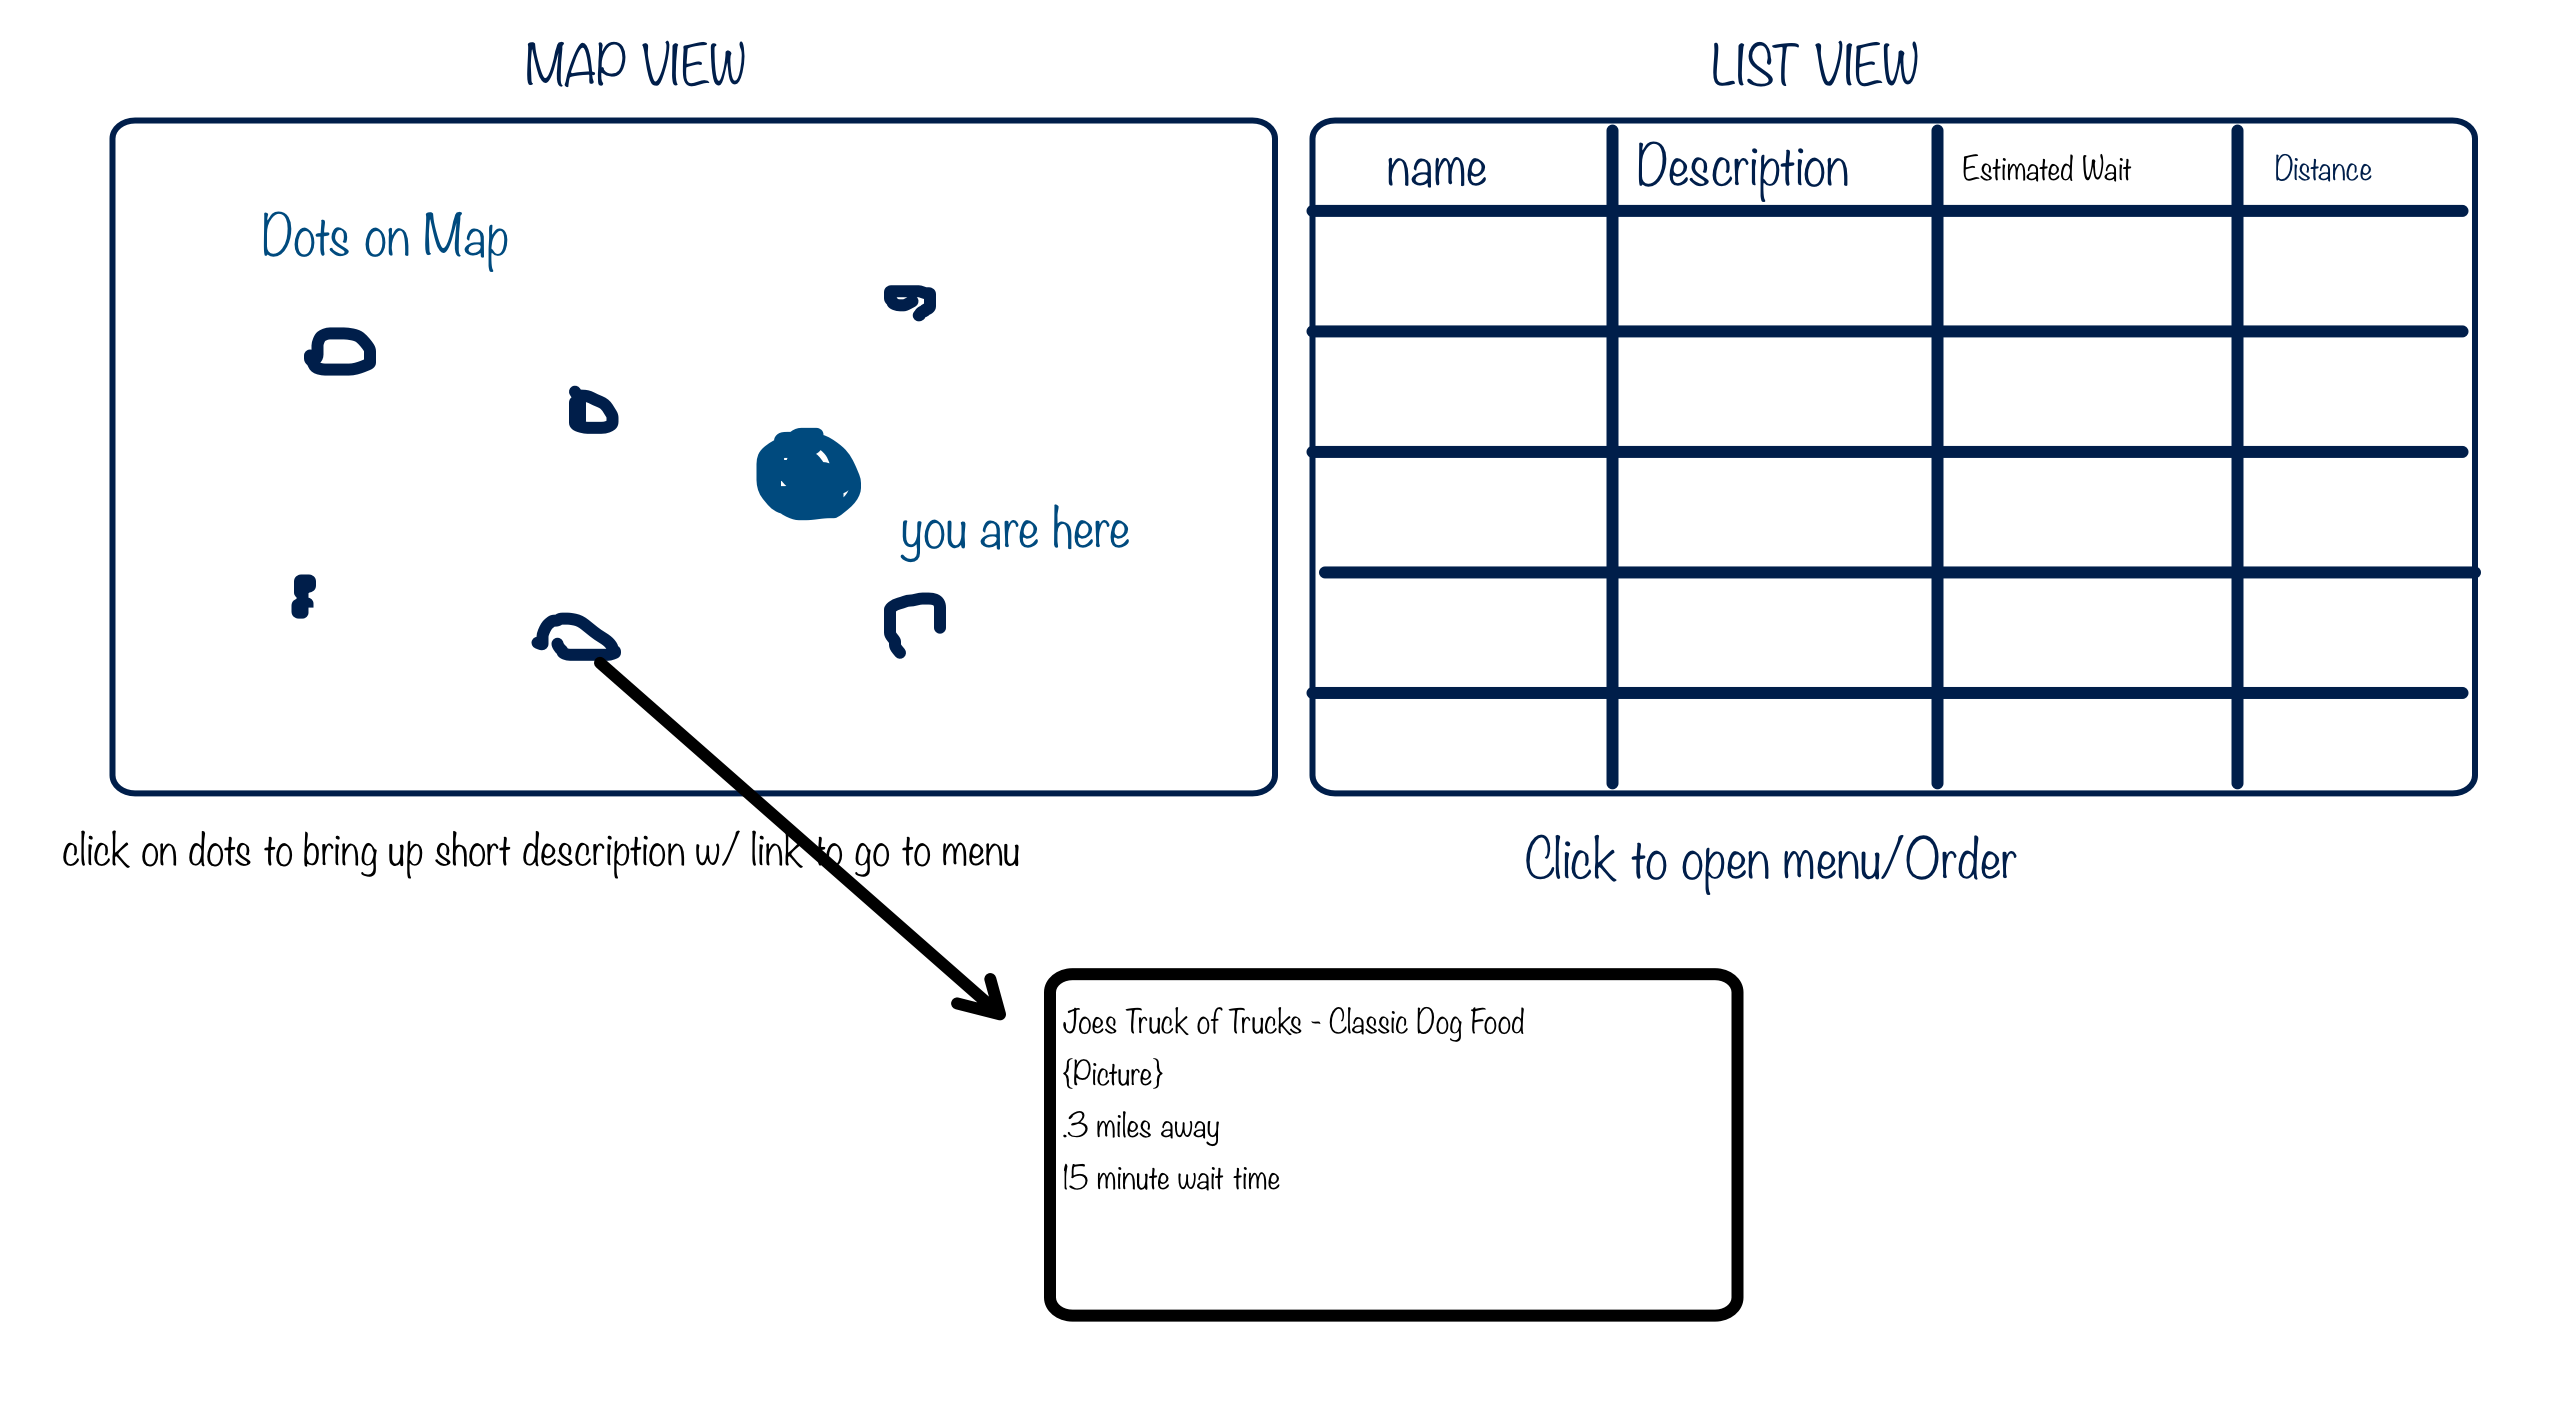 MAP VIEW
LIST VIEW
Dots on Map
you are here
name
Description
Estimated Wait
Distance
click on dots to bring up short description w/ link to go to menu
Click to open menu/Order
Joes Truck of Trucks - Classic Dog Food
{Picture}
.3 miles away
15 minute wait time